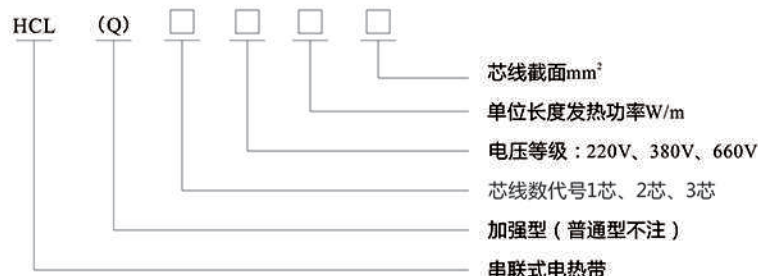 HCL (Q) □ □ □ □
芯线截面mm²
单位长度发热功率W/m
电压等级：220V、380V、660V
芯线数代号1芯、2芯、3芯
加强型（普通型不注）
串联式电热带